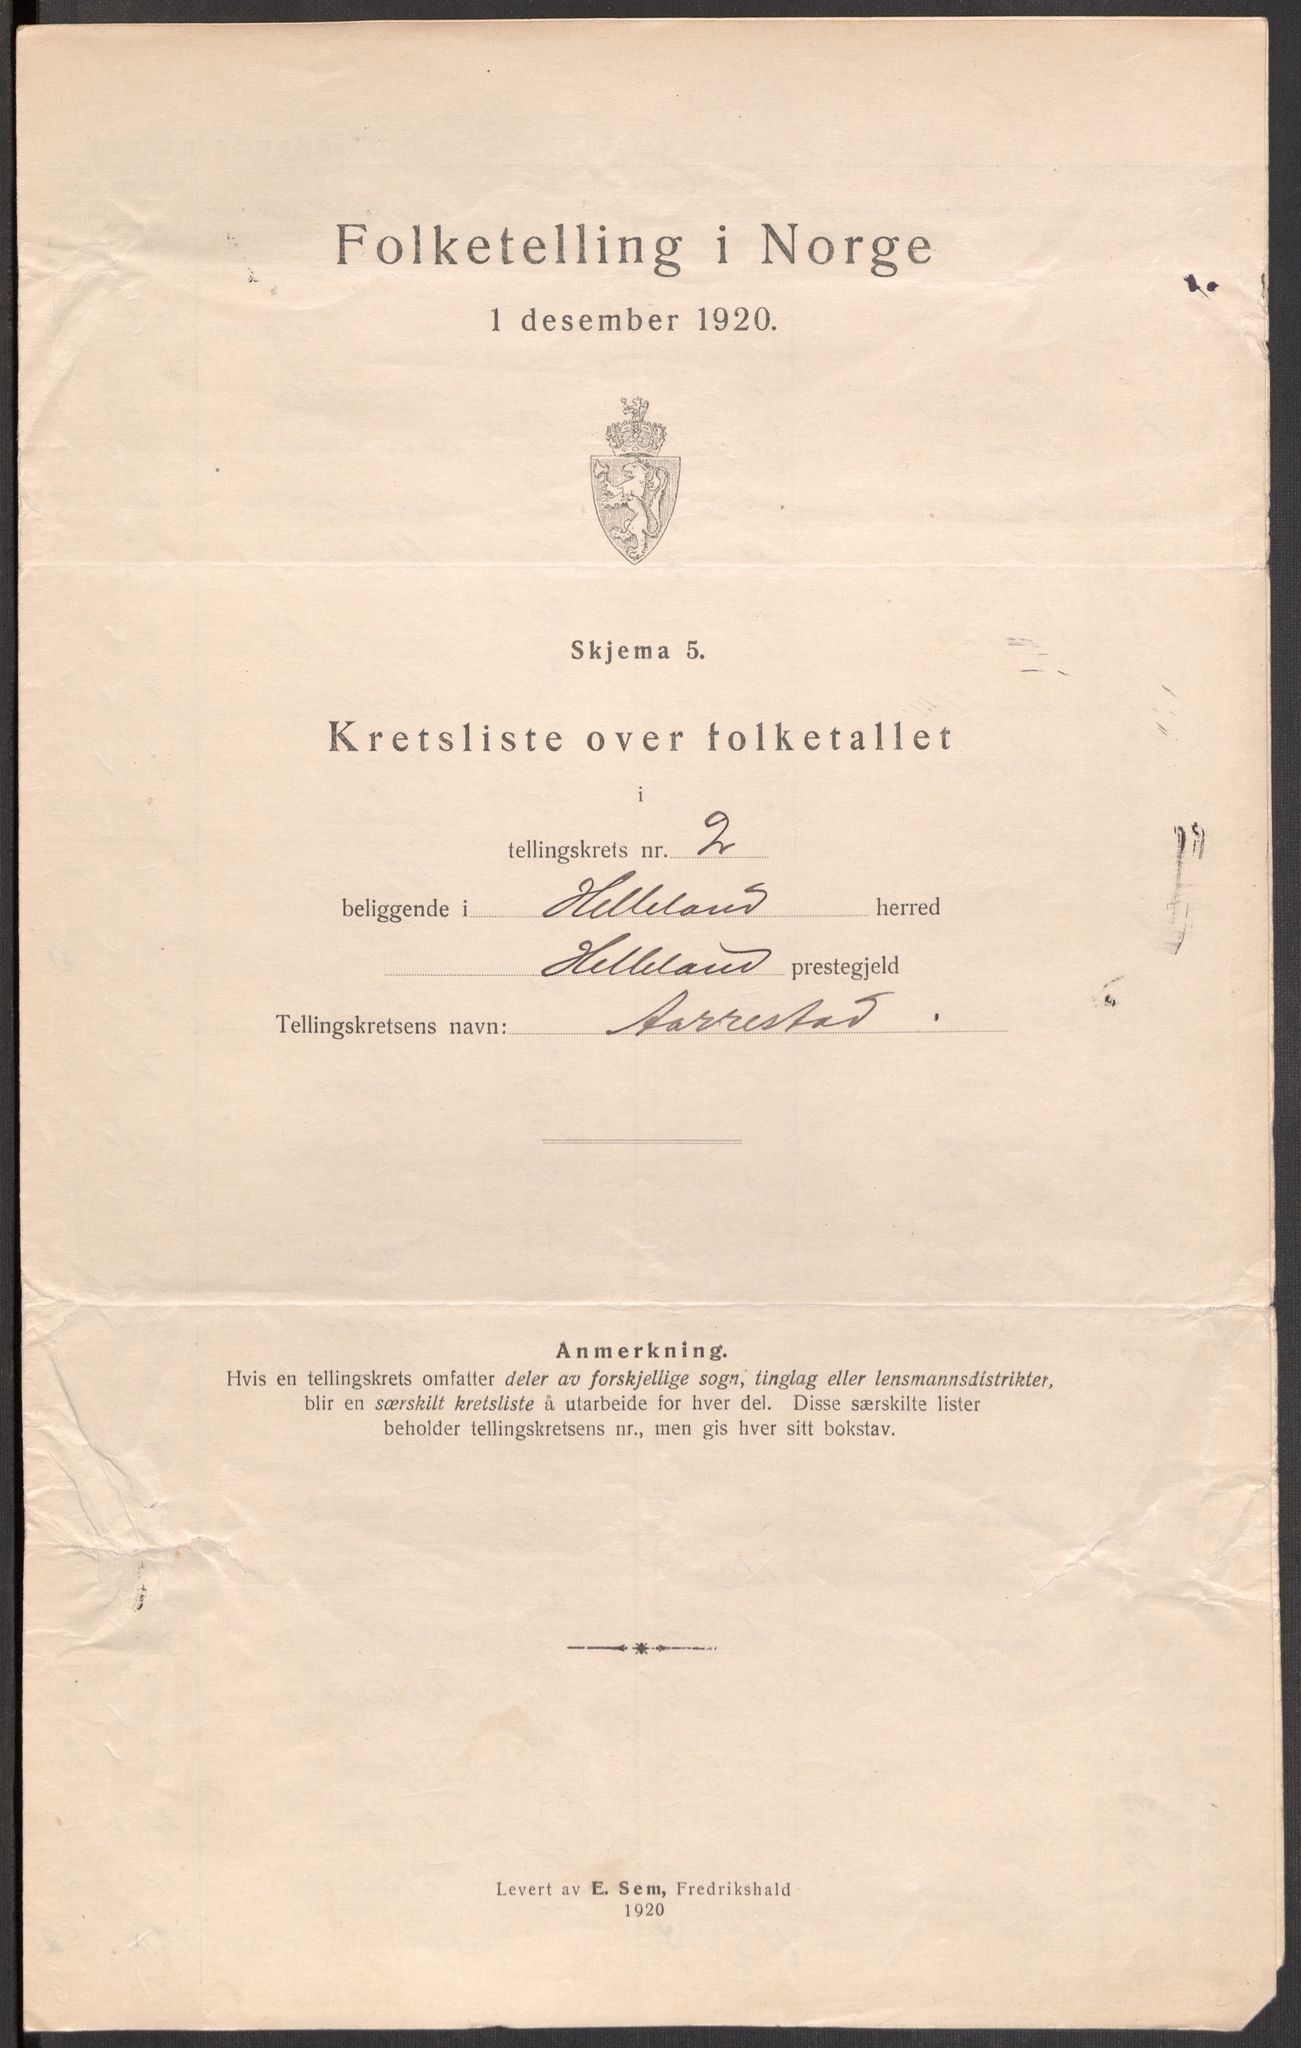 Folketelling i Norge
1 desember 1920.
Skjema 5.
Kretsliste over folketallet
i
tellingskrets nr. 2
beliggende i Helleland herred
Helleland prestegjeld
Tellingskretsens navn: Aarrestad.
Anmerkning.
Hvis en tellingskrets omfatter deler av forskjellige sogn, tinglag eller lensmannsdistrikter,
blir en særskilt kretsliste å utarbeide for hver del. Disse særskilte lister
beholder tellingskretsens nr., men gis hver sitt bokstav.
Levert av E. Sem, Fredrikshald
1920